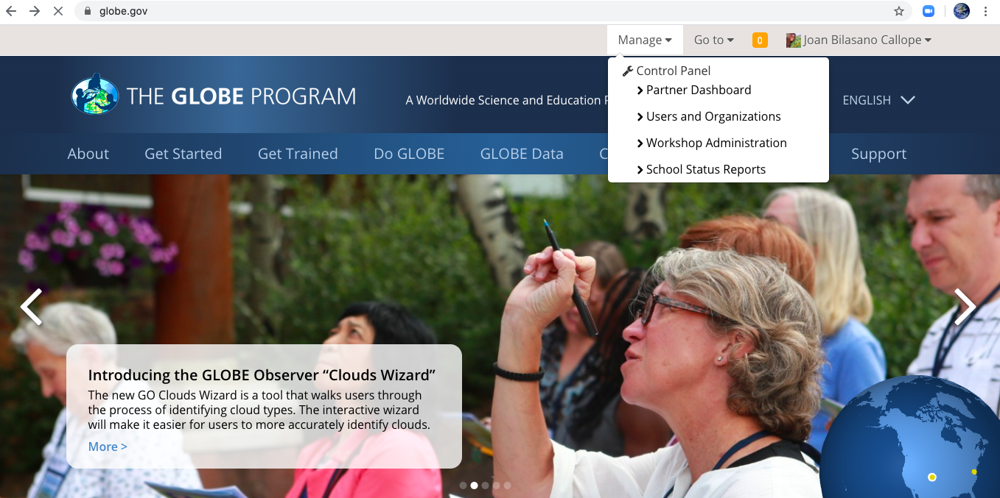 globe.gov
Manage Go to 0 Joan Bilasano Callope
Control Panel
Partner Dashboard
Users and Organizations
Workshop Administration
School Status Reports
THE GLOBE PROGRAM
A Worldwide Science and Education
ENGLISH
About Get Started Get Trained Do GLOBE GLOBE Data Support
Introducing the GLOBE Observer “Clouds Wizard”
The new GO Clouds Wizard is a tool that walks users through
the process of identifying cloud types. The interactive wizard
will make it easier for users to more accurately identify clouds.
More >